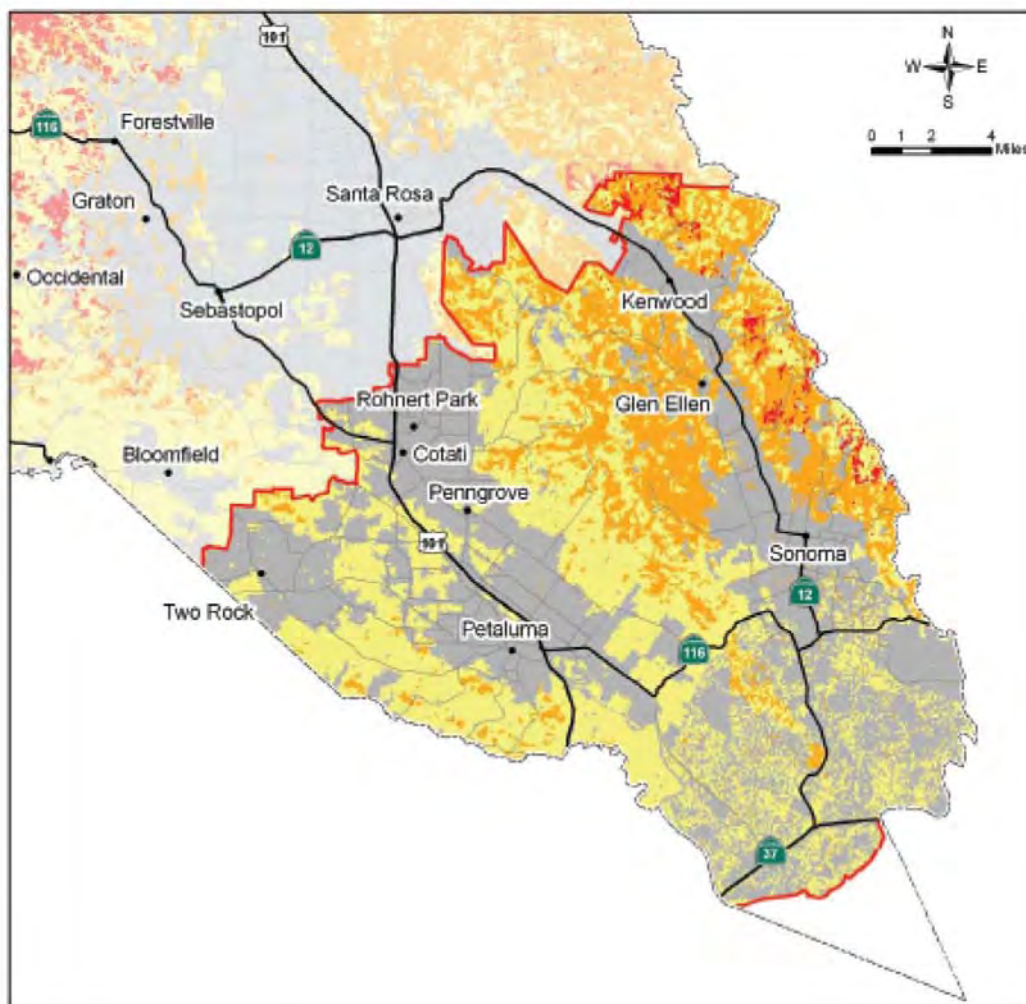 101
N
W E
S
116
Forestville
0 1 2 4
Miles
Graton
Santa Rosa
12
Occidental
Sebastopol
Kenwood
Rohnert Park
Glen Ellen
Bloomfield
Cotati
Penngrove
101
Sonoma
12
Two Rock
Petaluma
116
37